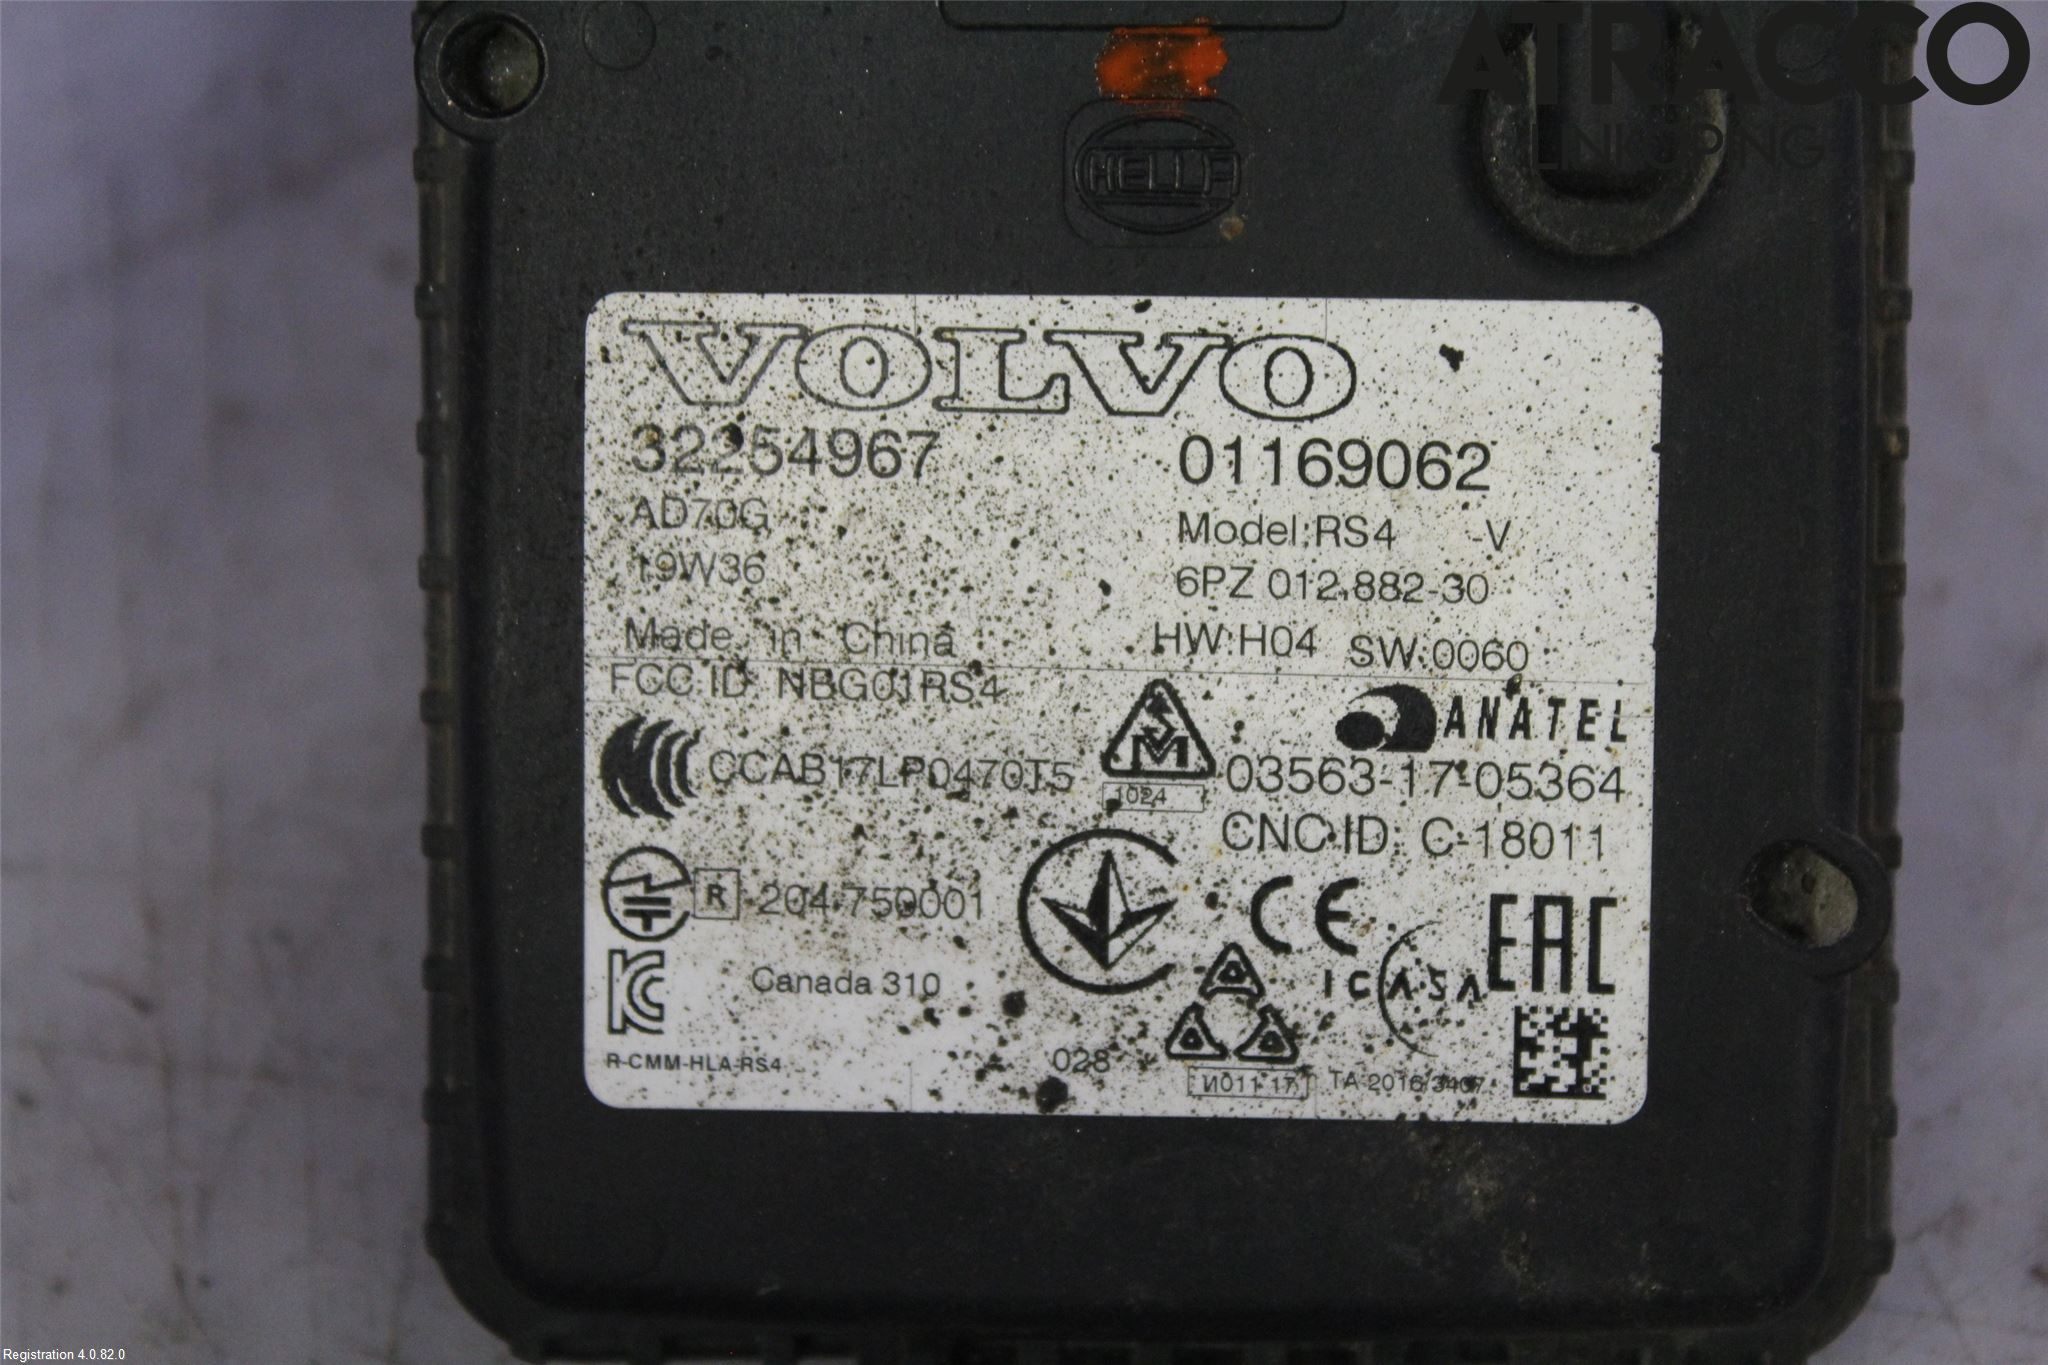 ATRACCO
LINKÖPING
HELLA
VOLVO
32254967 01169062
AD70G Model:RS4 -V
19W36 6PZ 012.882-30
Made in China HW:H04 SW:0060
FCC ID NBG01RS4
ANATEL
CCAB17LP0470T5 M 03563-17-05364
1024
CNC ID: C-18011
R 204-750001
CE EAC
Canada 310 ICASA
R-CMM-HLA-RS4 028
TA-2016/3407
Registration 4.0.82.0